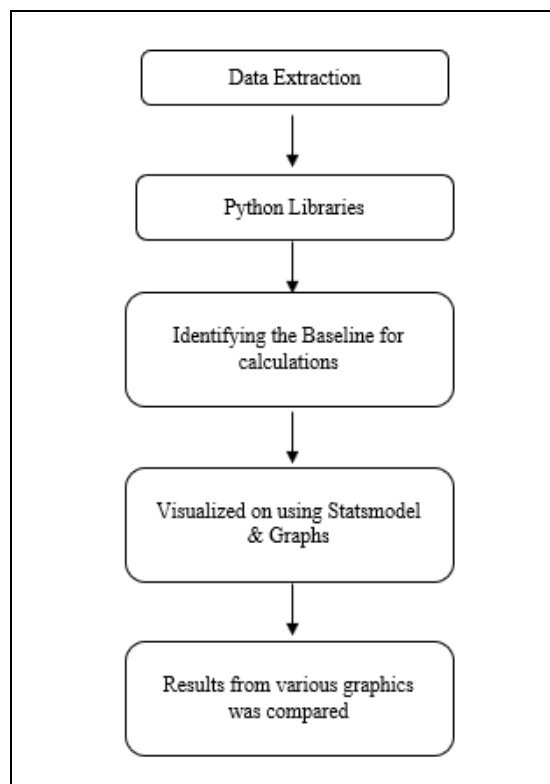 Data Extraction
Python Libraries
Identifying the Baseline for
calculations
Visualized on using Statsmodel
& Graphs
Results from various graphics
was compared